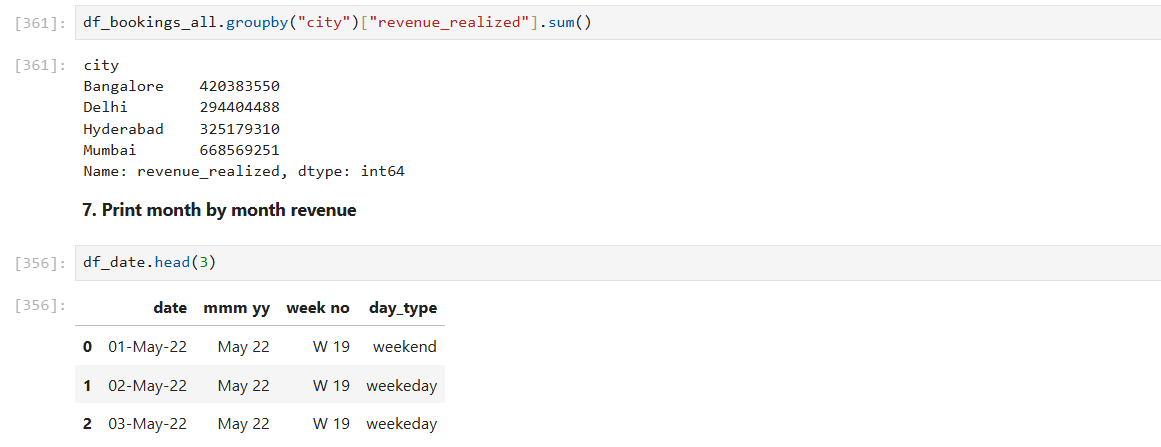 [361]: df_bookings_all.groupby("city")["revenue_realized"].sum()
[361]: city
Bangalore    420383550
Delhi        294404488
Hyderabad    325179310
Mumbai       668569251
Name: revenue_realized, dtype: int64
7. Print month by month revenue
[356]: df_date.head(3)
[356]:
date mmm yy week no day_type
0 01-May-22 May 22 W 19 weekend
1 02-May-22 May 22 W 19 weekeday
2 03-May-22 May 22 W 19 weekeday